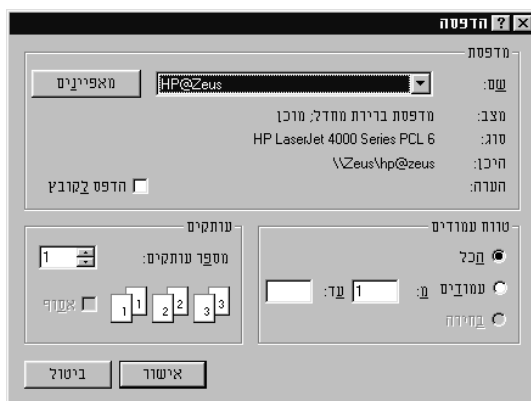 הדפסה
מדפסת
שם: HP@Zeus מאפיינים
מצב: מדפסת ברירת מחדל; מוכן
סוג: HP LaserJet 4000 Series PCL 6
היכן: \\Zeus\hp@zeus
הערה: הדפס לקובץ
טווח עמודים
הכל
עמודים מ: 1 עד:
בחירה
עותקים
מספר עותקים: 1
1 1 2 2 3 3
אסוף
אישור ביטול